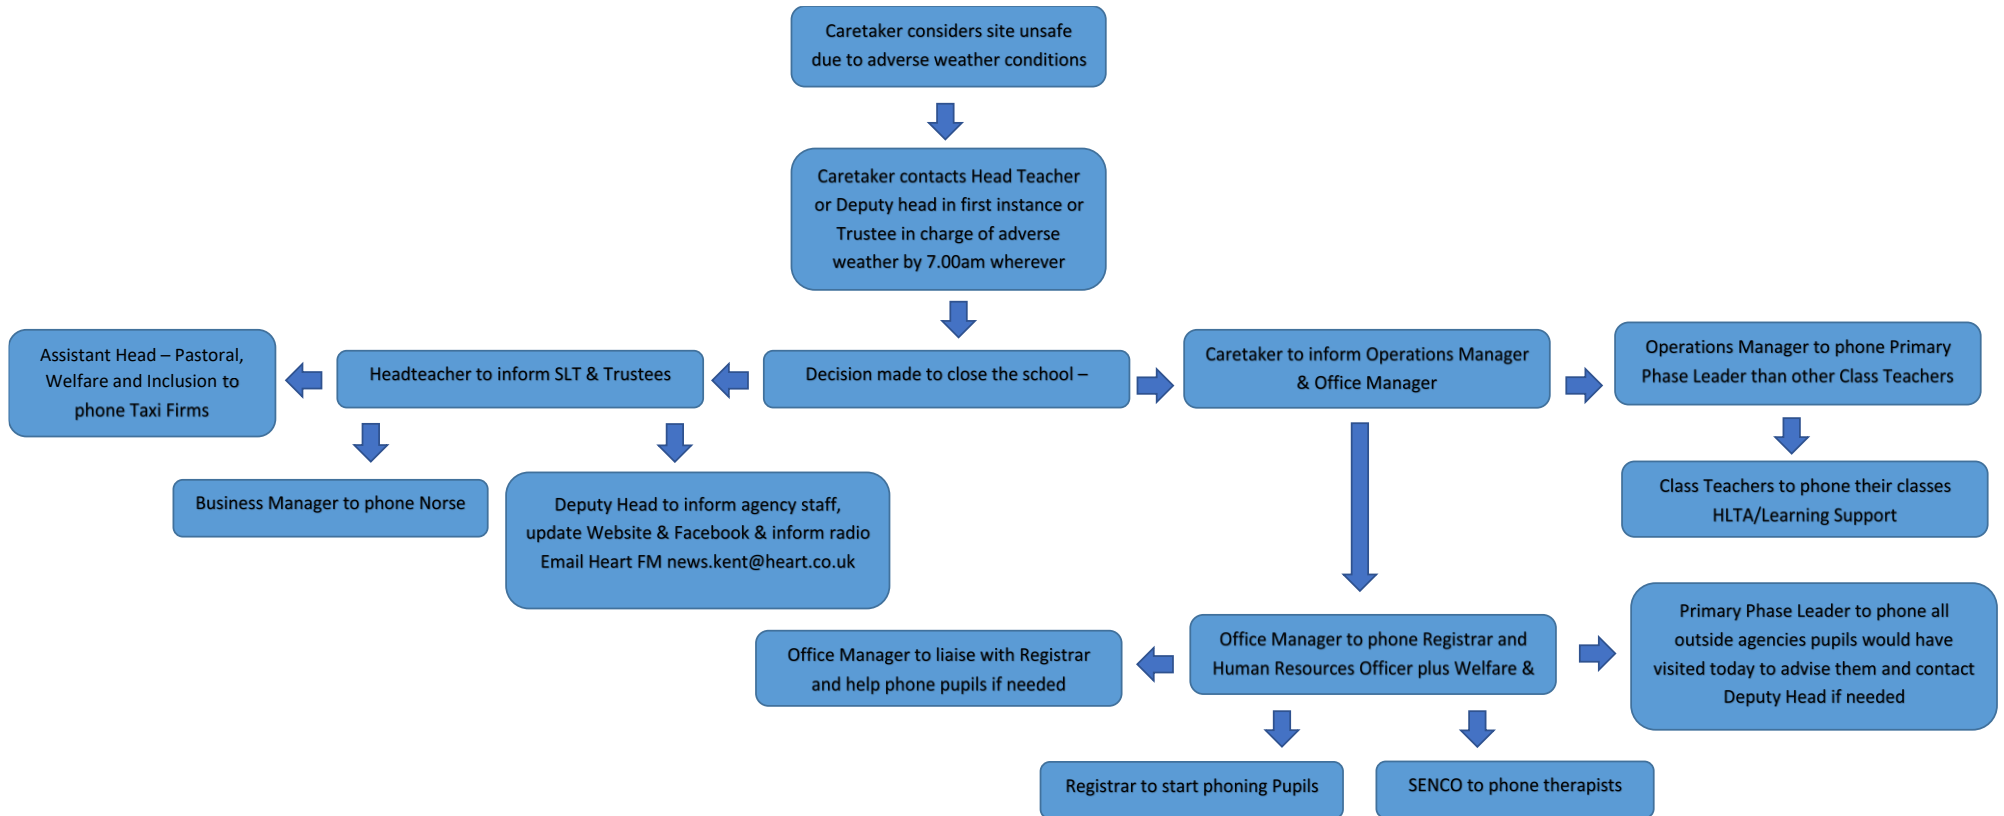 Caretaker considers site unsafe
due to adverse weather conditions
Caretaker contacts Head Teacher
or Deputy head in first instance or
Trustee in charge of adverse
weather by 7.00am wherever
Assistant Head – Pastoral,
Welfare and Inclusion to
phone Taxi Firms
Headteacher to inform SLT & Trustees
Decision made to close the school –
Caretaker to inform Operations Manager
& Office Manager
Operations Manager to phone Primary
Phase Leader than other Class Teachers
Business Manager to phone Norse
Deputy Head to inform agency staff,
update Website & Facebook & inform radio
Email Heart FM news.kent@heart.co.uk
Class Teachers to phone their classes
HLTA/Learning Support
Office Manager to liaise with Registrar
and help phone pupils if needed
Office Manager to phone Registrar and
Human Resources Officer plus Welfare &
Primary Phase Leader to phone all
outside agencies pupils would have
visited today to advise them and contact
Deputy Head if needed
Registrar to start phoning Pupils
SENCO to phone therapists